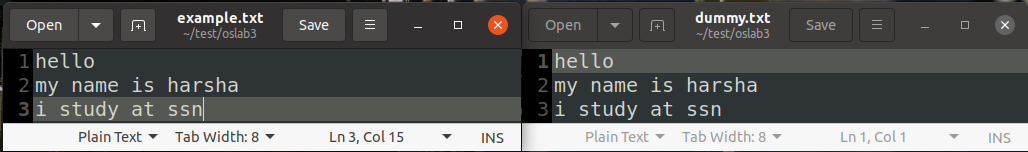 Open example.txt ~/test/oslab3 Save
1 hello
2 my name is harsha
3 i study at ssn
Plain Text Tab Width: 8 Ln 3, Col 15 INS
Open dummy.txt ~/test/oslab3 Save
1 hello
2 my name is harsha
3 i study at ssn
Plain Text Tab Width: 8 Ln 1, Col 1 INS